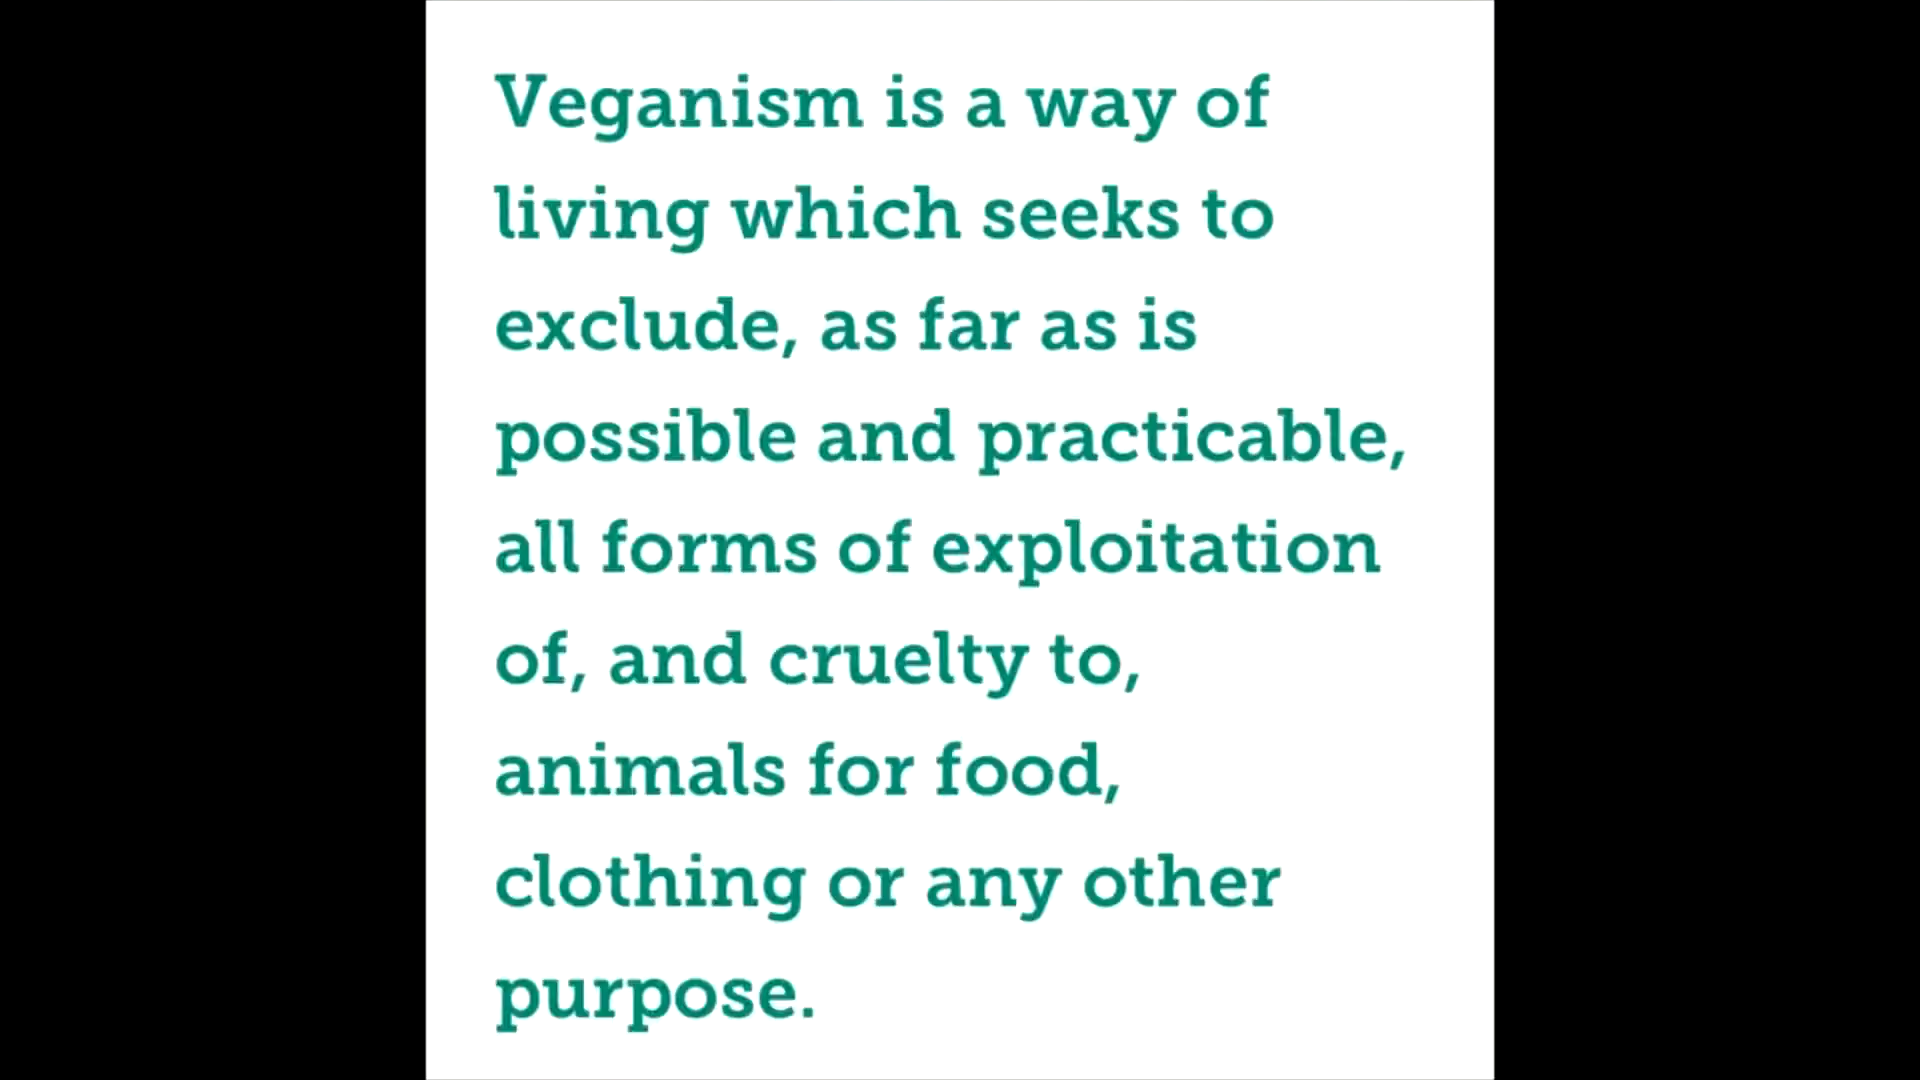 Veganism is a way of
living which seeks to
exclude, as far as is
possible and practicable,
all forms of exploitation
of, and cruelty to,
animals for food,
clothing or any other
purpose.